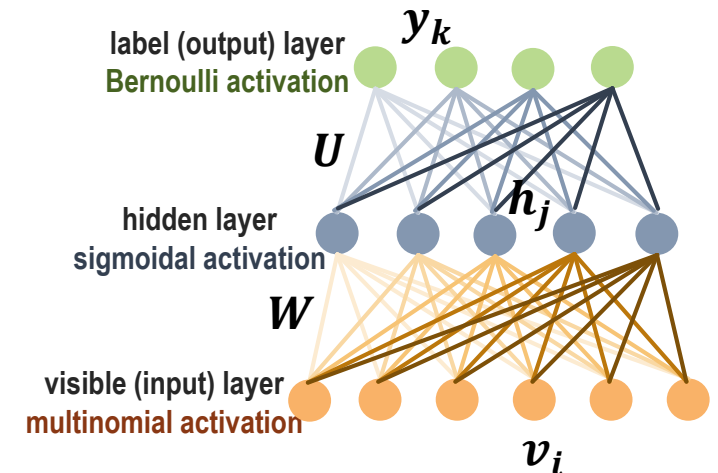 y_k
label (output) layer
Bernoulli activation
U
h_j
hidden layer
sigmoidal activation
W
visible (input) layer
multinomial activation
v_i